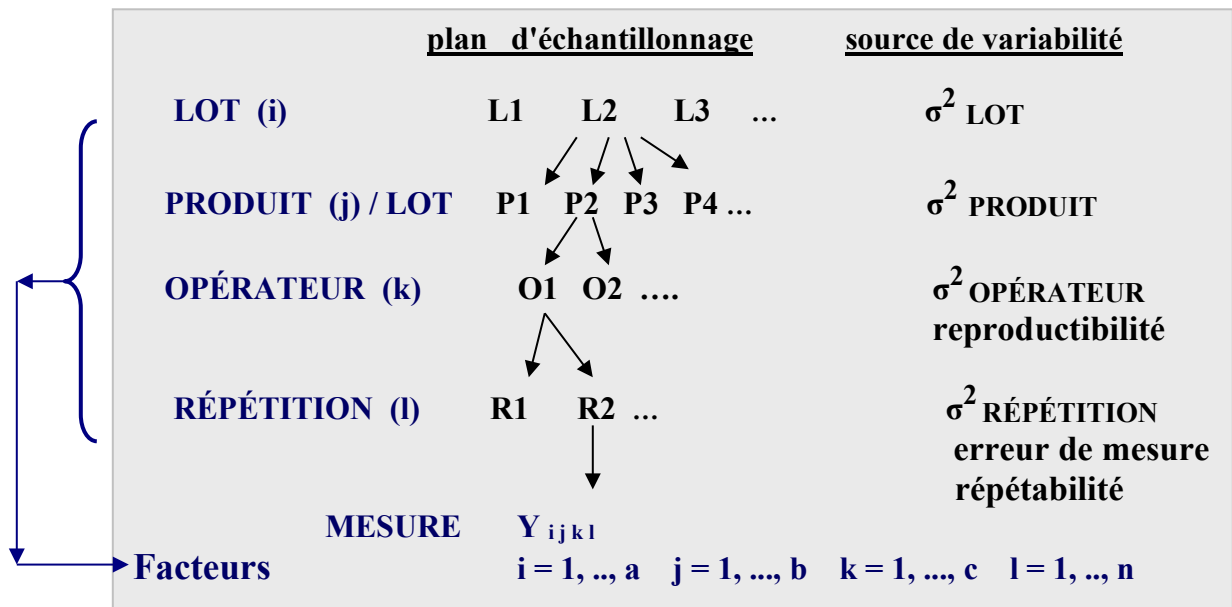 plan d'échantillonnage source de variabilité
LOT (i) L1 L2 L3 ... σ² LOT
PRODUIT (j) / LOT P1 P2 P3 P4 ... σ² PRODUIT
OPÉRATEUR (k) O1 O2 .... σ² OPÉRATEUR
reproductibilité
RÉPÉTITION (l) R1 R2 ... σ² RÉPÉTITION
erreur de mesure
répétabilité
MESURE Y i j k l
Facteurs i = 1, .., a j = 1, ..., b k = 1, ..., c l = 1, .., n